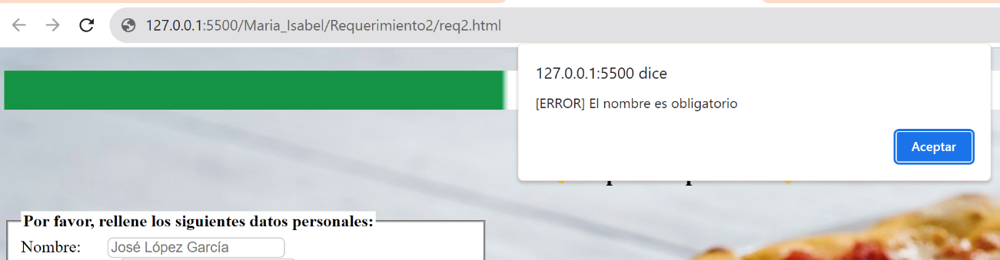 127.0.0.1:5500/Maria_Isabel/Requerimiento2/req2.html
127.0.0.1:5500 dice
[ERROR] El nombre es obligatorio
Aceptar
Por favor, rellene los siguientes datos personales:
Nombre: José López García